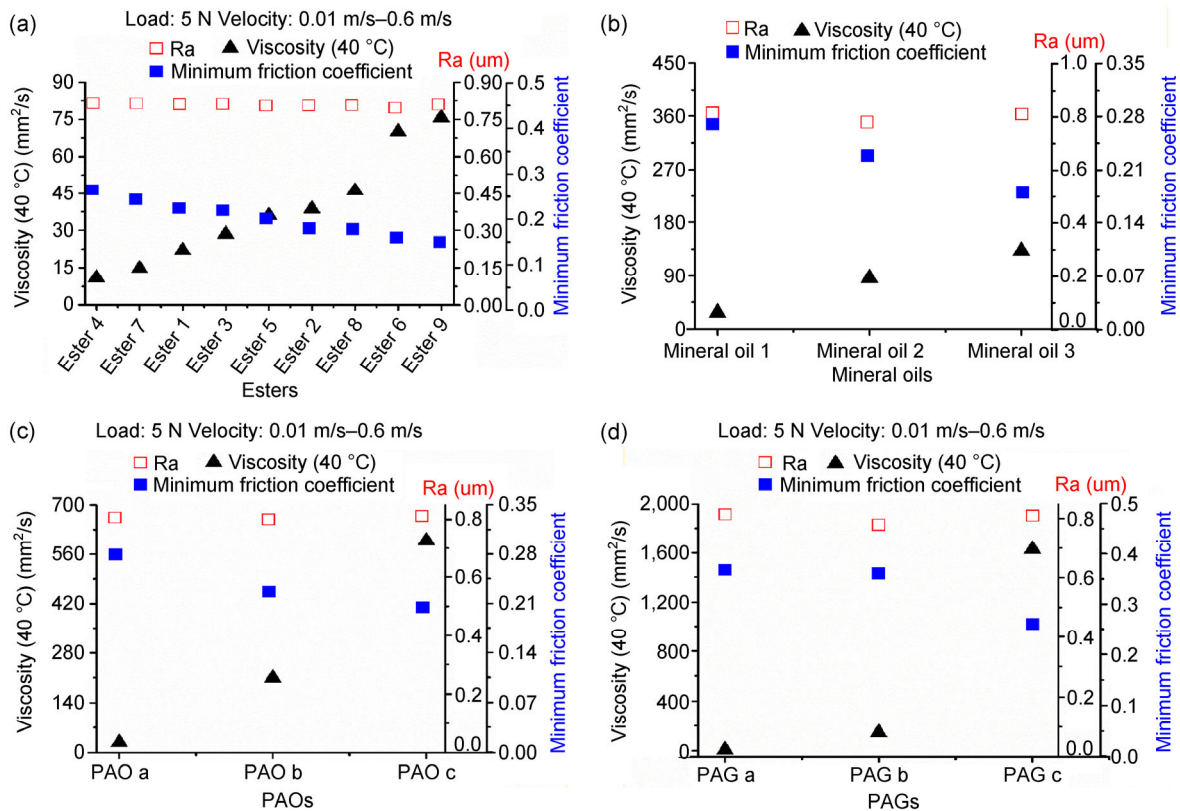 (a)
Load: 5 N Velocity: 0.01 m/s–0.6 m/s
Ra
Viscosity (40 °C)
Minimum friction coefficient
Ra (um)
Viscosity (40 °C) (mm²/s)
90
75
60
45
30
15
0
0.90
0.75
0.60
0.45
0.30
0.15
0.00
0.5
0.4
0.3
0.2
0.1
0.0
Minimum friction coefficient
Ester 4
Ester 7
Ester 1
Ester 3
Ester 5
Ester 2
Ester 8
Ester 6
Ester 9
Esters
(b)
Ra
Viscosity (40 °C)
Minimum friction coefficient
Ra (um)
Viscosity (40 °C) (mm²/s)
450
360
270
180
90
0
1.0
0.8
0.6
0.4
0.2
0.0
0.35
0.28
0.21
0.14
0.07
0.00
Minimum friction coefficient
Mineral oil 1
Mineral oil 2
Mineral oil 3
Mineral oils
(c)
Load: 5 N Velocity: 0.01 m/s–0.6 m/s
Ra
Viscosity (40 °C)
Minimum friction coefficient
Ra (um)
Viscosity (40 °C) (mm²/s)
700
560
420
280
140
0
0.8
0.6
0.4
0.2
0.0
0.35
0.28
0.21
0.14
0.07
0.00
Minimum friction coefficient
PAO a
PAO b
PAO c
PAOs
(d)
Load: 5 N Velocity: 0.01 m/s–0.6 m/s
Ra
Viscosity (40 °C)
Minimum friction coefficient
Ra (um)
Viscosity (40 °C) (mm²/s)
2,000
1,600
1,200
800
400
0
0.8
0.6
0.4
0.2
0.0
0.5
0.4
0.3
0.2
0.1
0.0
Minimum friction coefficient
PAG a
PAG b
PAG c
PAGs